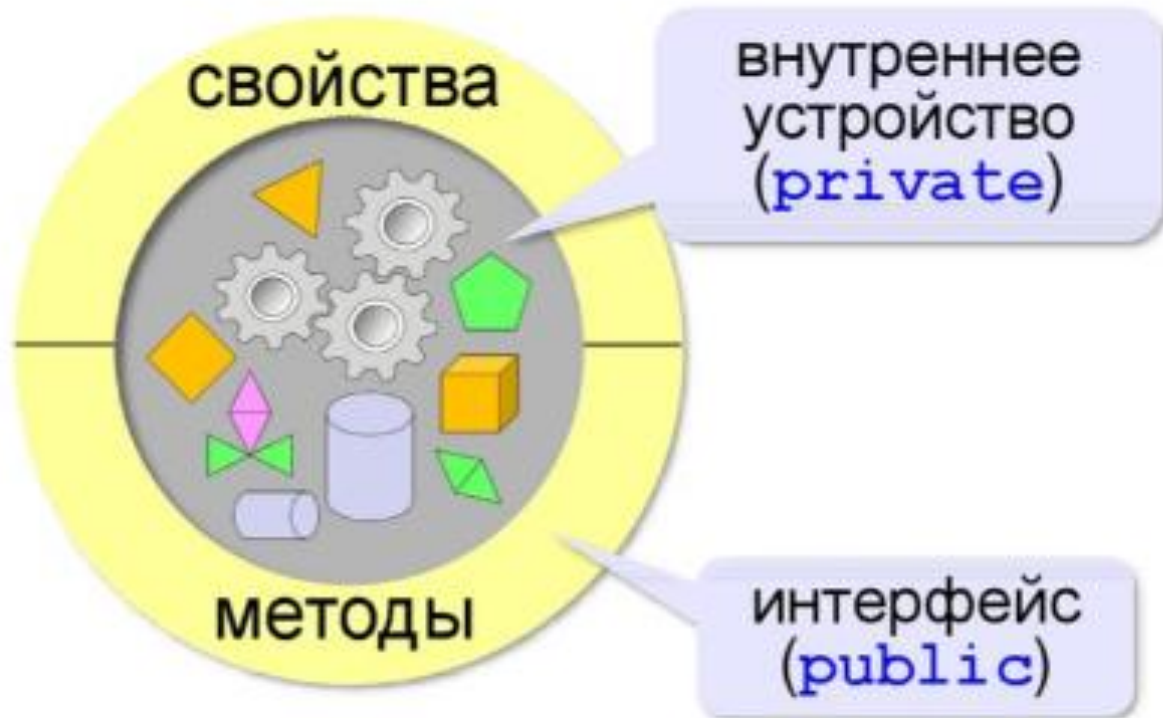 свойства
внутреннее
устройство
(private)
методы
интерфейс
(public)